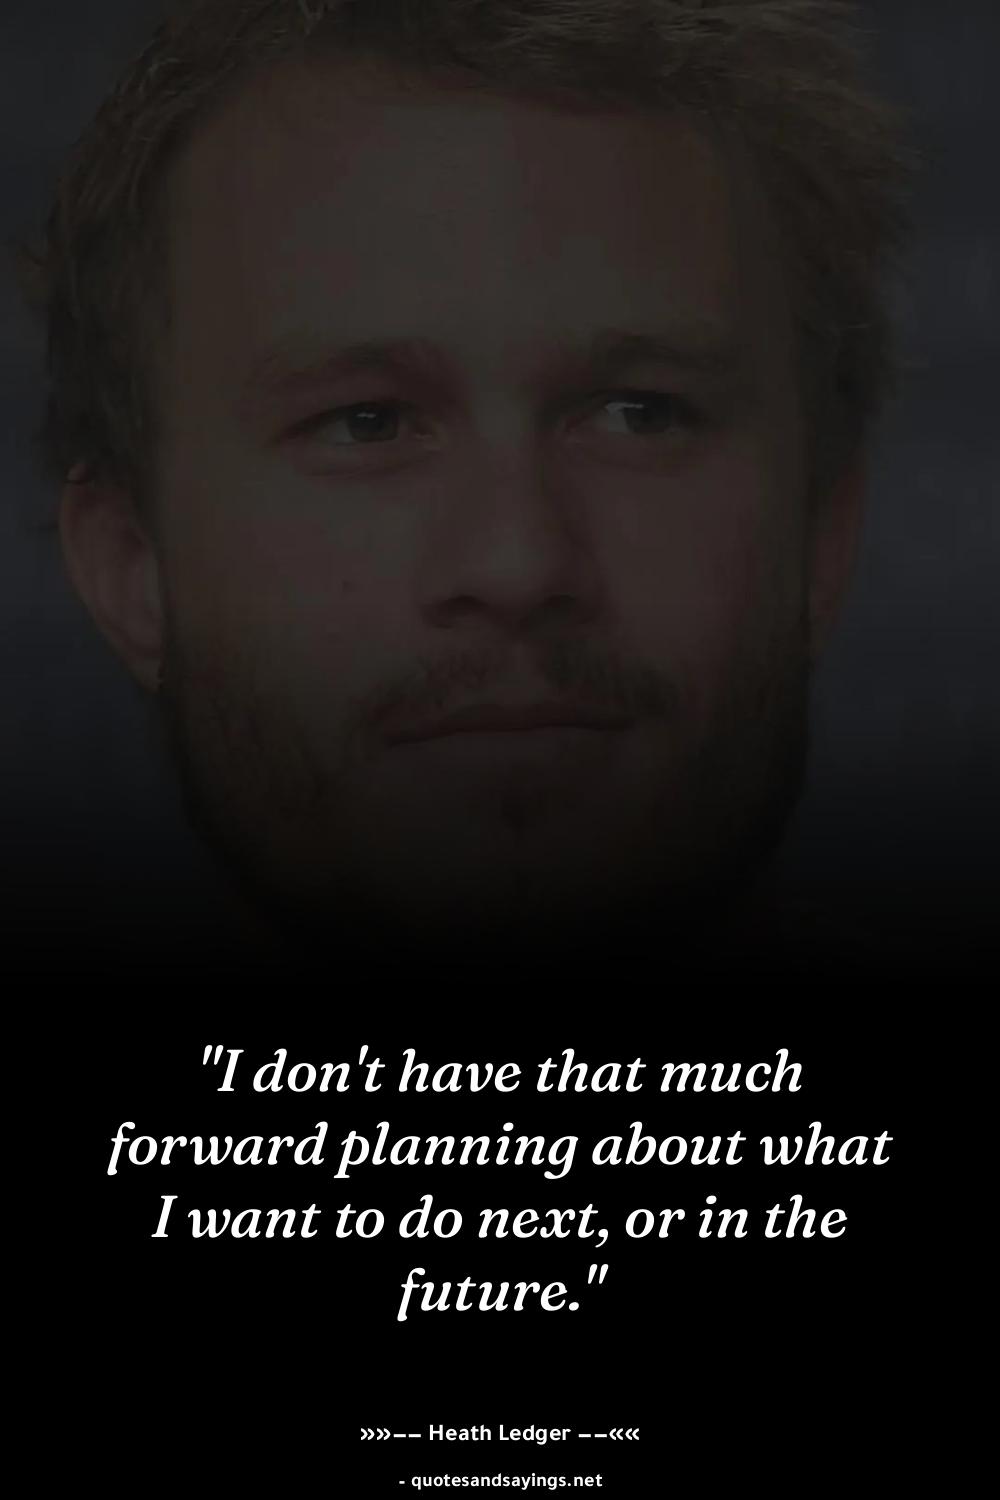 "I don't have that much
forward planning about what
I want to do next, or in the
future."
»»–– Heath Ledger ––««
- quotesandsayings.net